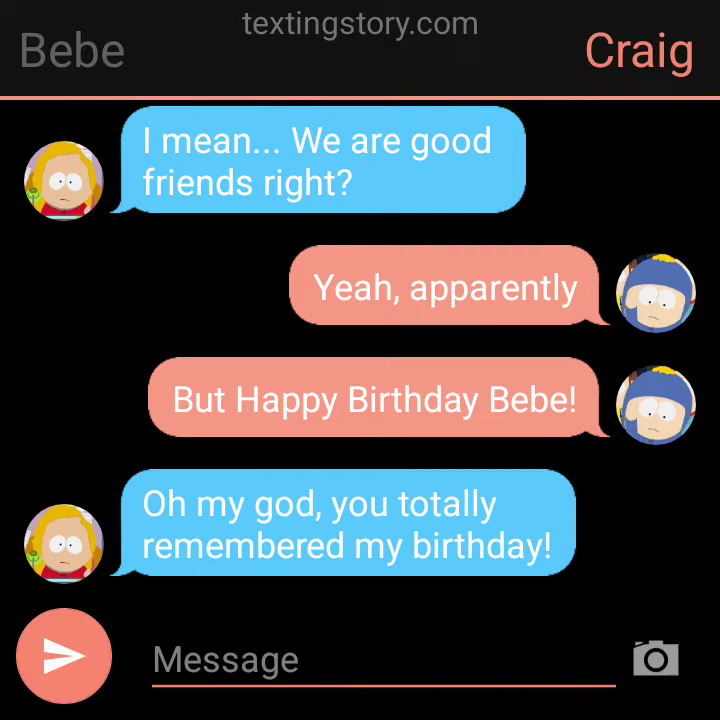 textingstory.com
Bebe
Craig
I mean... We are good
friends right?
Yeah, apparently
But Happy Birthday Bebe!
Oh my god, you totally
remembered my birthday!
Message